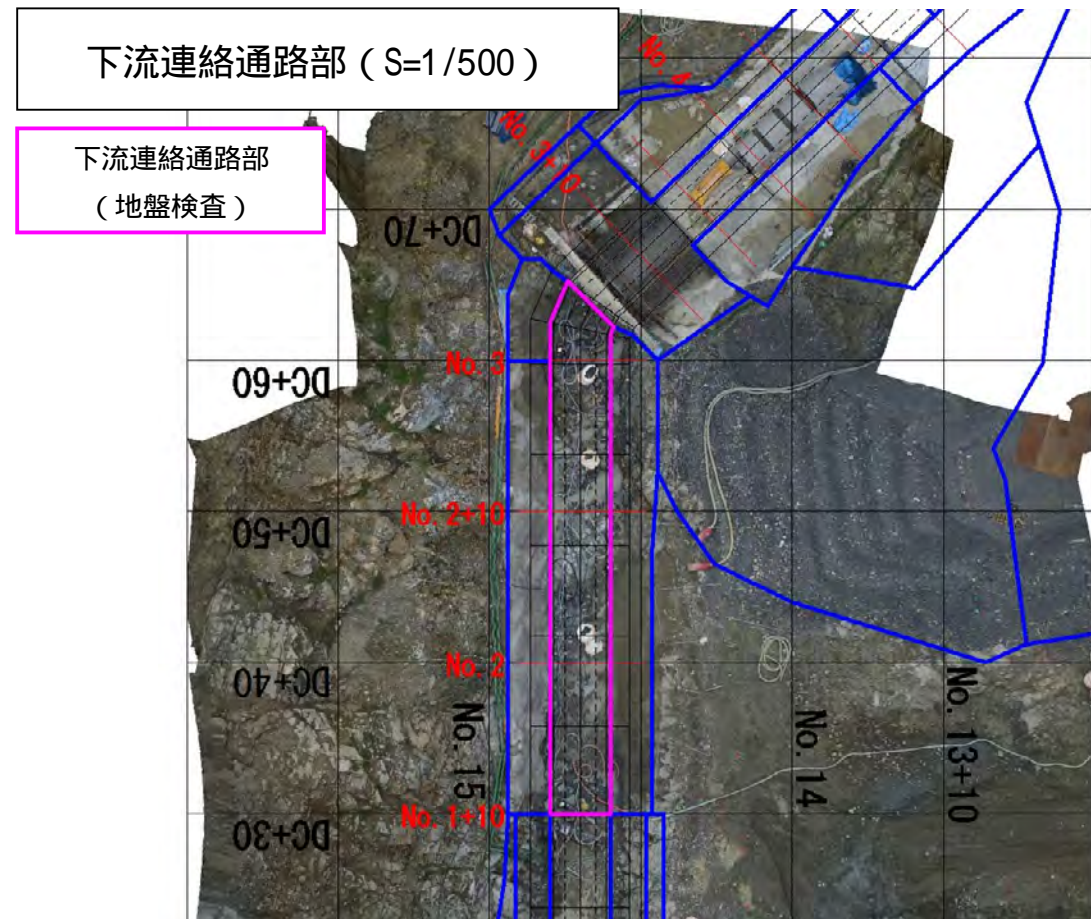 下流連絡通路部（S=1/500）
下流連絡通路部
（地盤検査）
No. 4
No. 3+10
DC+70
No. 3
DC+60
No. 2+10
DC+50
No. 2
DC+40
No. 15
No. 14
No. 13+10
No. 1+10
DC+30